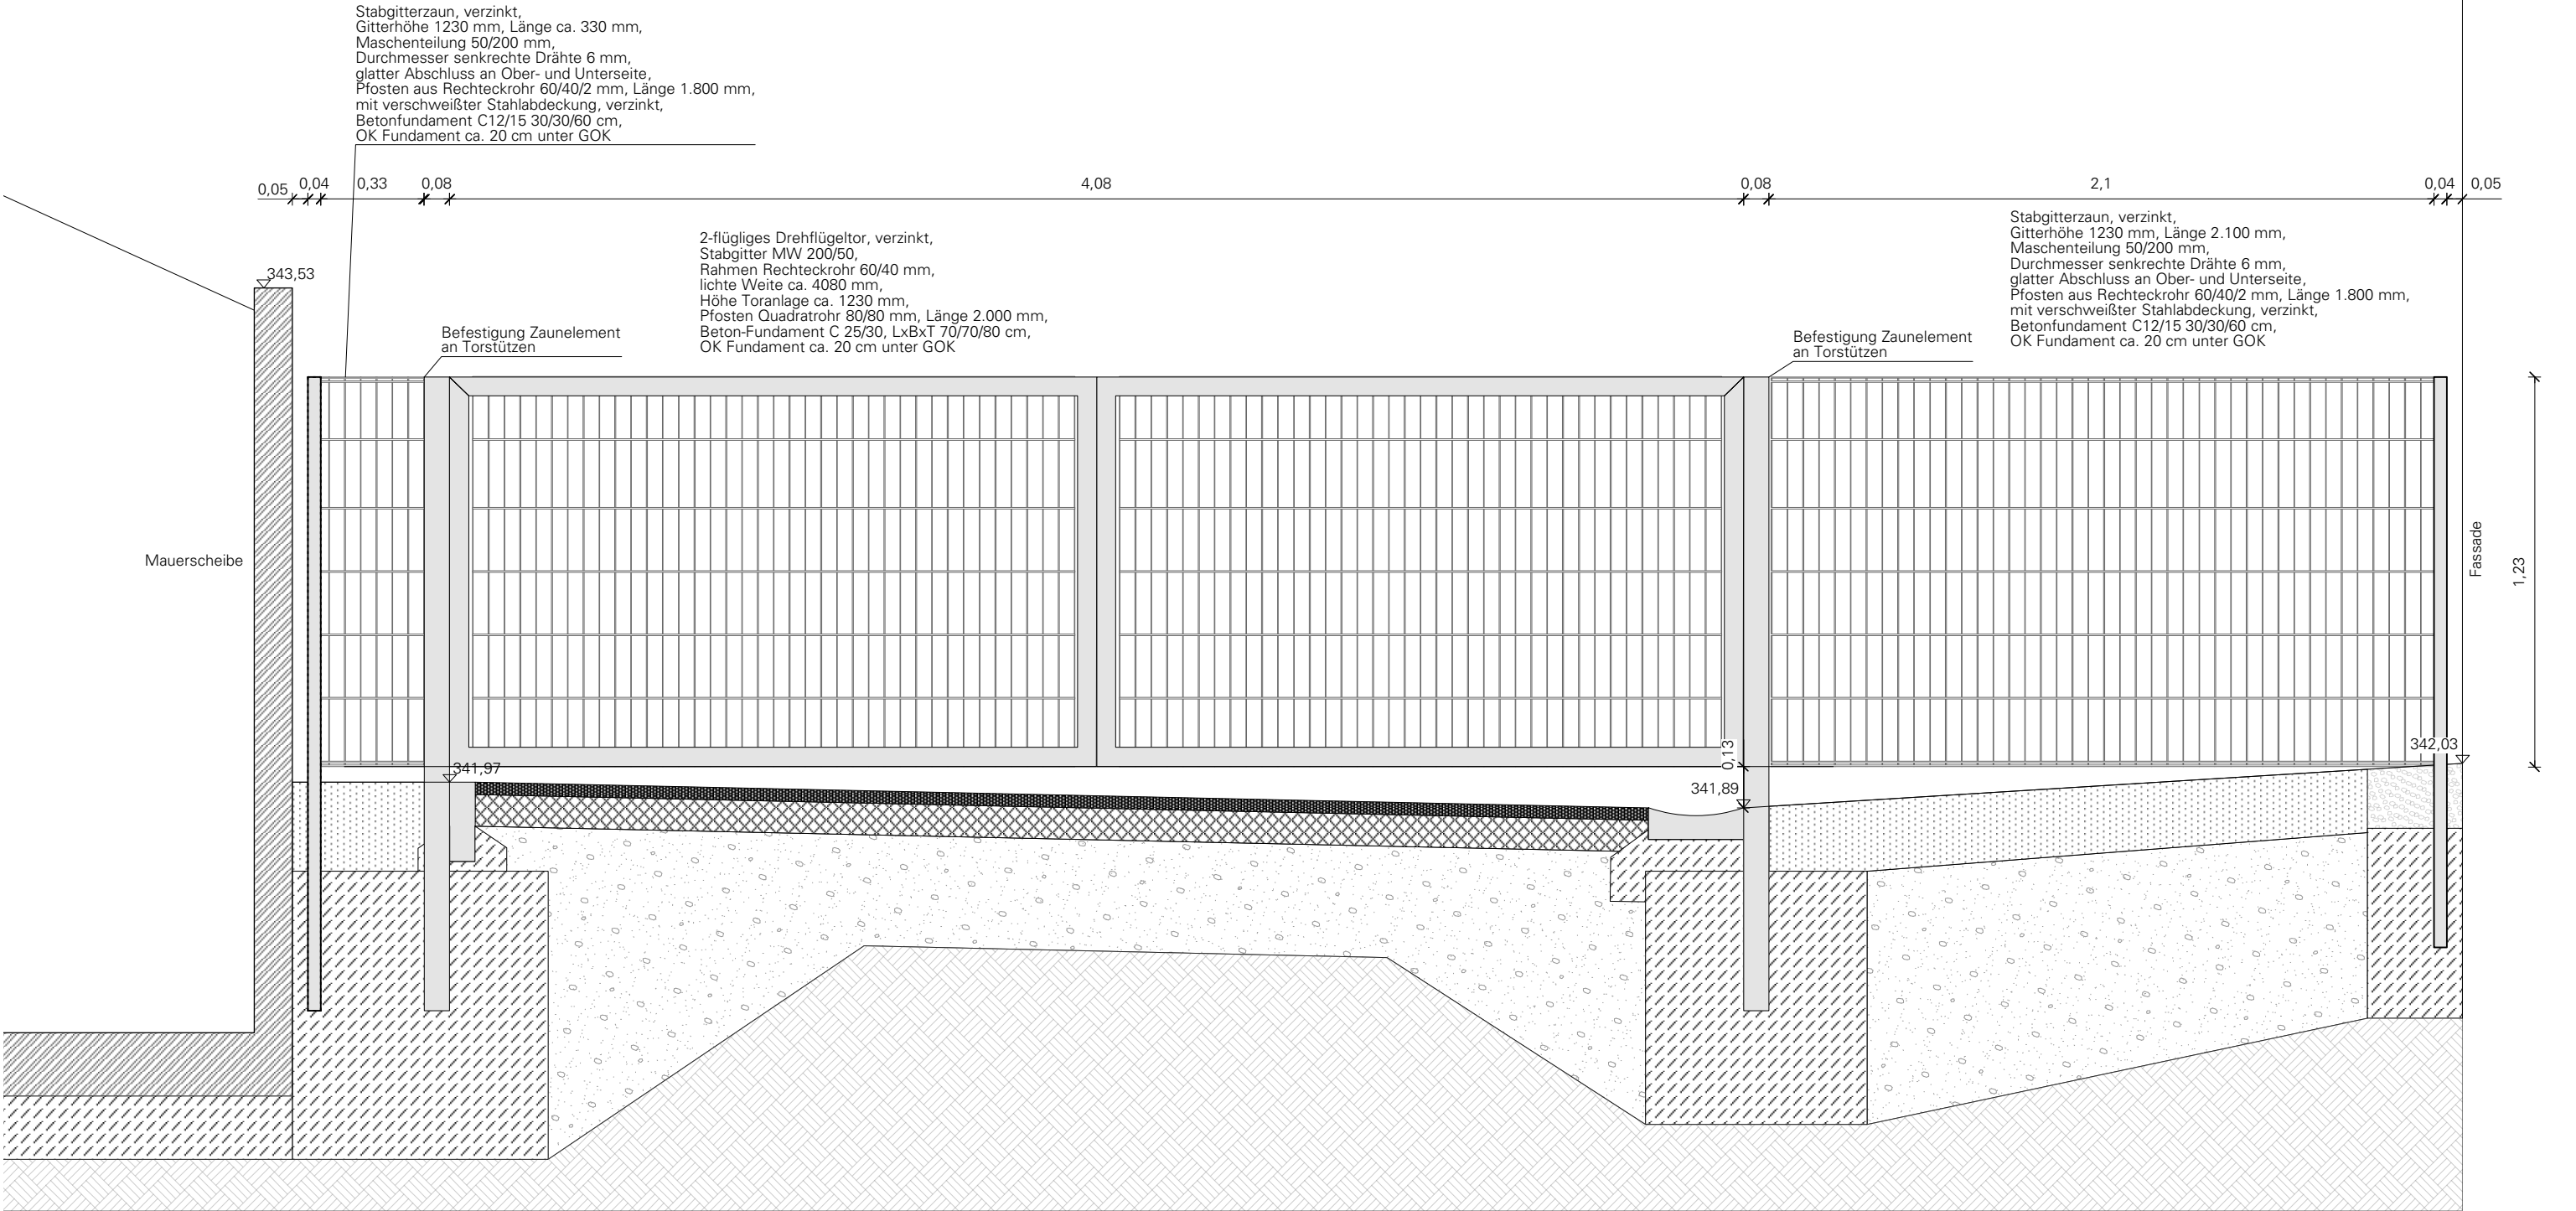 Stabgitterzaun, verzinkt,
Gitterhöhe 1230 mm, Länge ca. 330 mm,
Maschenteilung 50/200 mm,
Durchmesser senkrechte Drähte 6 mm,
glatter Abschluss an Ober- und Unterseite,
Pfosten aus Rechteckrohr 60/40/2 mm, Länge 1.800 mm,
mit verschweißter Stahlabdeckung, verzinkt,
Betonfundament C12/15 30/30/60 cm,
OK Fundament ca. 20 cm unter GOK
0,05 0,04 0,33 0,08 4,08 0,08 2,1 0,04 0,05
343,53
2-flügliges Drehflügeltor, verzinkt,
Stabgitter MW 200/50,
Rahmen Rechteckrohr 60/40 mm,
lichte Weite ca. 4080 mm,
Höhe Toranlage ca. 1230 mm,
Pfosten Quadratrohr 80/80 mm, Länge 2.000 mm,
Beton-Fundament C 25/30, LxBxT 70/70/80 cm,
OK Fundament ca. 20 cm unter GOK
Stabgitterzaun, verzinkt,
Gitterhöhe 1230 mm, Länge 2.100 mm,
Maschenteilung 50/200 mm,
Durchmesser senkrechte Drähte 6 mm,
glatter Abschluss an Ober- und Unterseite,
Pfosten aus Rechteckrohr 60/40/2 mm, Länge 1.800 mm,
mit verschweißter Stahlabdeckung, verzinkt,
Betonfundament C12/15 30/30/60 cm,
OK Fundament ca. 20 cm unter GOK
Befestigung Zaunelement
an Torstützen
Befestigung Zaunelement
an Torstützen
Mauerscheibe
Fassade
1,23
342,03
0,13
341,97
341,89